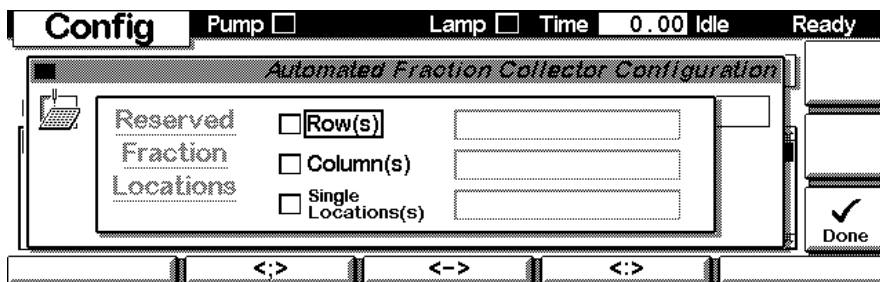 Config Pump Lamp Time 0.00 Idle Ready
Automated Fraction Collector Configuration
Reserved
Fraction
Locations
Row(s)
Column(s)
Single
Locations(s)
Done
<;> <-> <:>